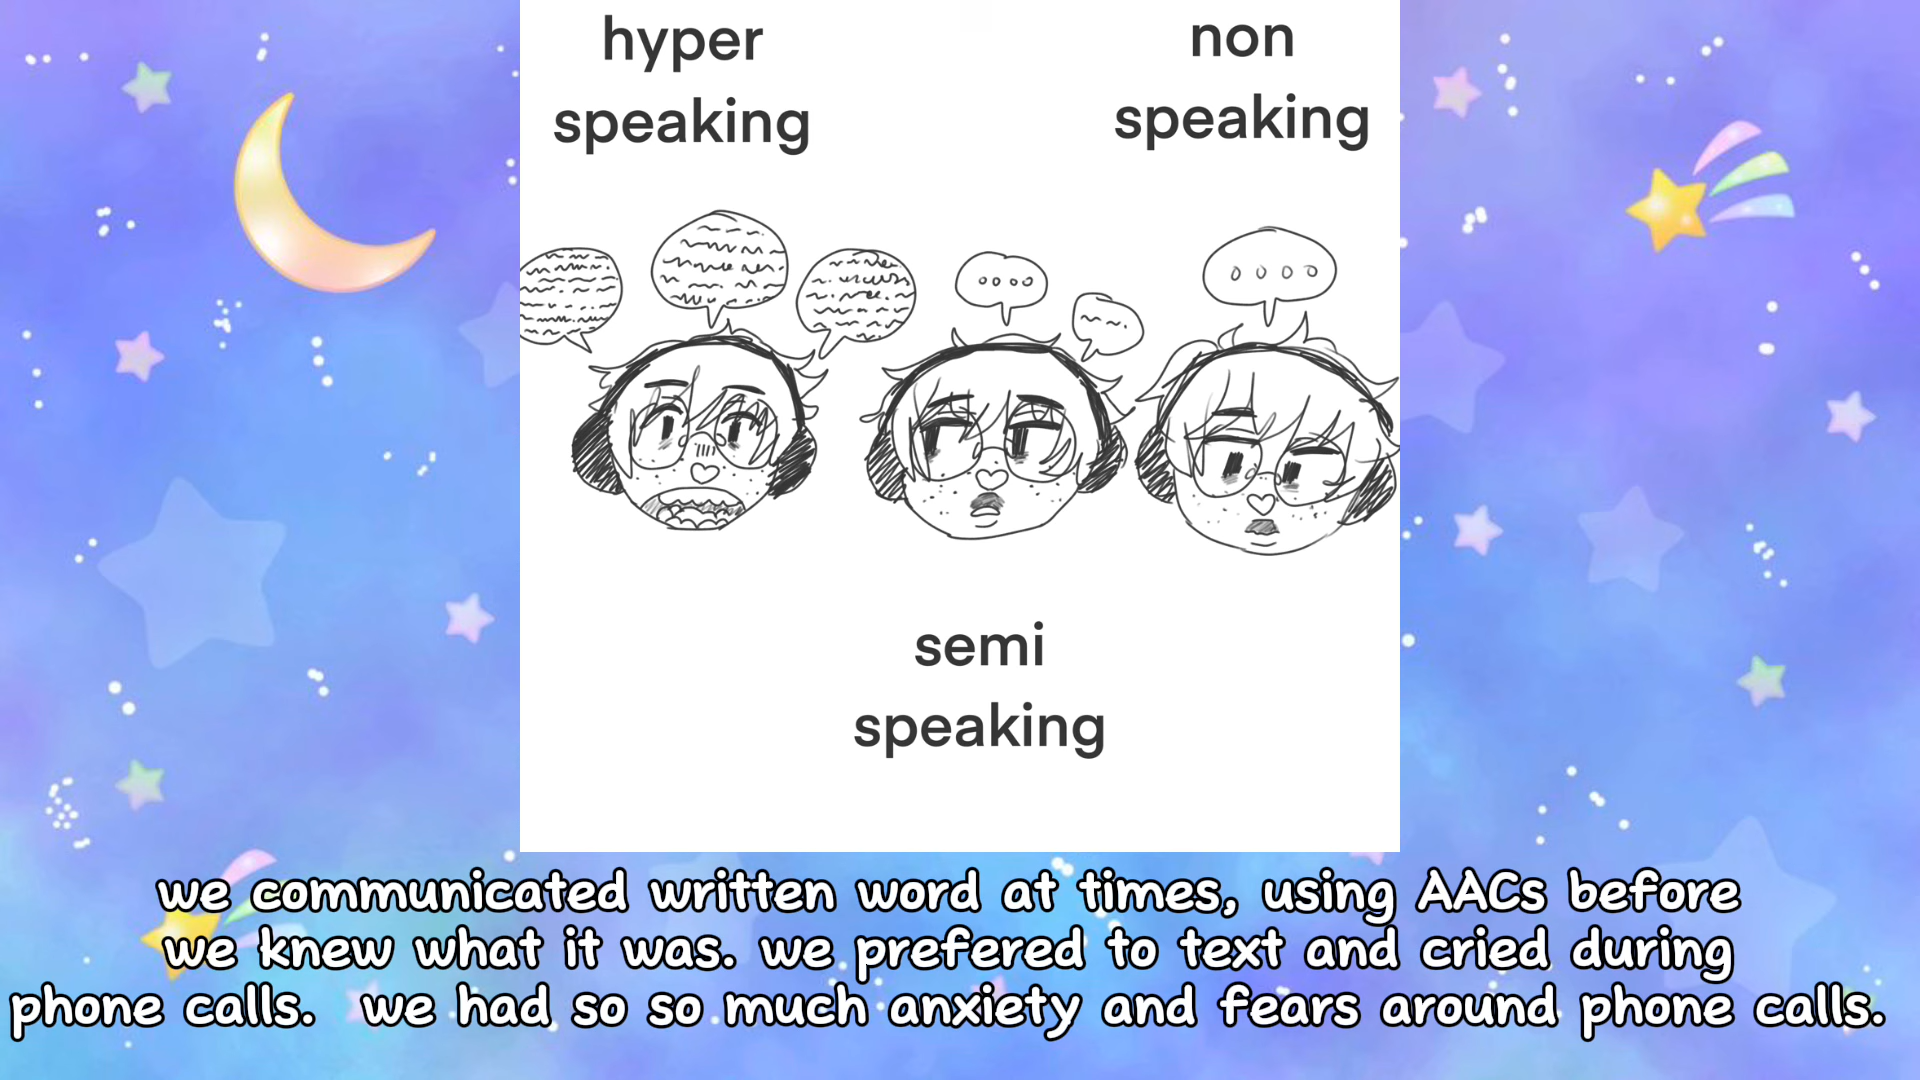 hyper
speaking
non
speaking
semi
speaking
we communicated written word at times, using AACs before
we knew what it was. we prefered to text and cried during
phone calls. we had so so much anxiety and fears around phone calls.